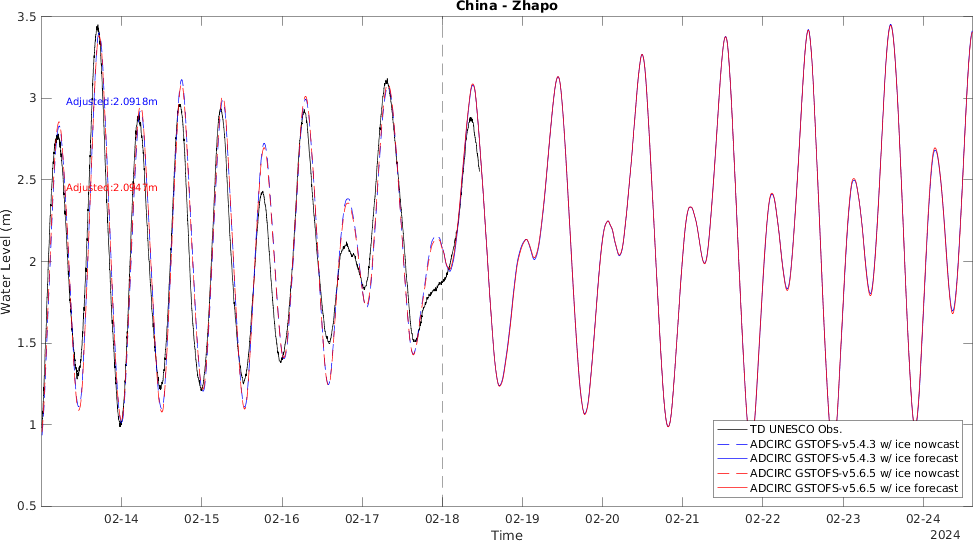 China - Zhapo
Water Level (m)
3.5
3
2.5
2
1.5
1
0.5
Adjusted:2.0918m
Adjusted:2.0947m
TD UNESCO Obs.
ADCIRC GSTOFS-v5.4.3 w/ ice nowcast
ADCIRC GSTOFS-v5.4.3 w/ ice forecast
ADCIRC GSTOFS-v5.6.5 w/ ice nowcast
ADCIRC GSTOFS-v5.6.5 w/ ice forecast
02-14 02-15 02-16 02-17 02-18 02-19 02-20 02-21 02-22 02-23 02-24
Time
2024